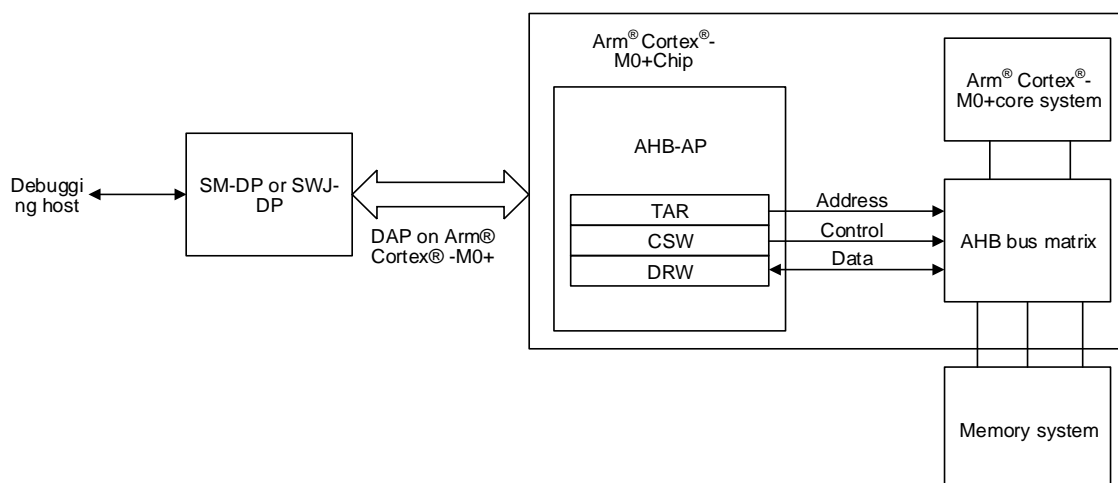 Arm® Cortex®-
M0+Chip
Arm® Cortex®-
M0+core system
AHB-AP
Debuggi
ng host
SM-DP or SWJ-
DP
DAP on Arm®
Cortex® -M0+
TAR
CSW
DRW
Address
Control
Data
AHB bus matrix
Memory system